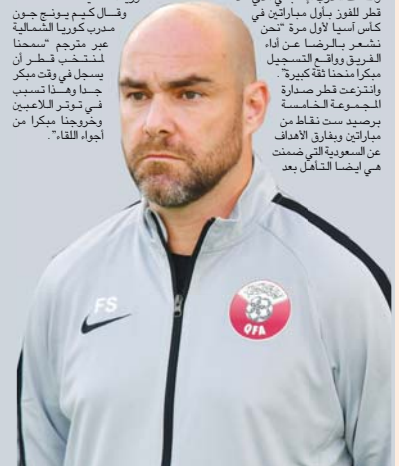 قطر للفوز بأول مباراتين في
كأس آسيا لأول مرة "نحن
نشعر بالرضا عن أداء
الفريق وواقع التسجيل
مبكرا منحنا ثقة كبيرة".
وانتزعت قطر صدارة
المجموعة الخامسة
برصيد ست نقاط من
مباراتين وبفارق الأهداف
عن السعودية التي ضمنت
هي ايضا التأهل بعد
وقال كيم يونج جون
مدرب كوريا الشمالية
عبر مترجم "سمحنا
لمنتخب قطر أن
يسجل في وقت مبكر
جدا وهذا تسبب
في توتر اللاعبين
وخروجنا مبكرا من
أجواء اللقاء".
FS
QFA